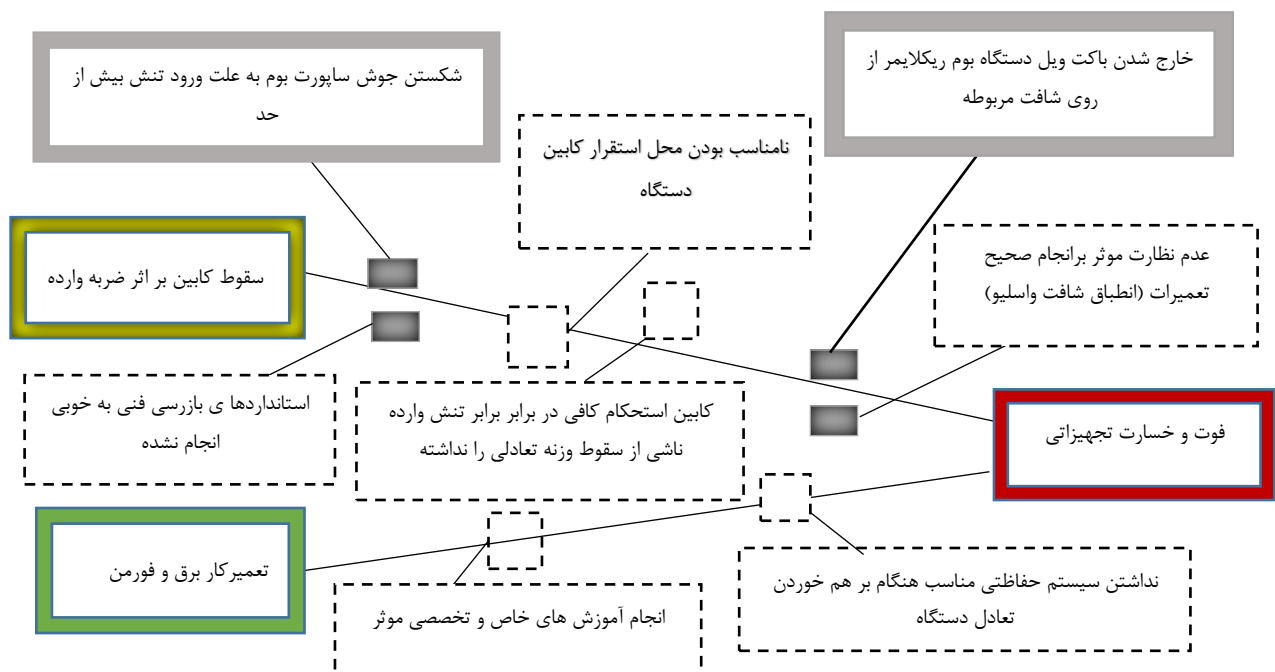 خارج شدن باکت ویل دستگاه بوم ریکلایمر از
روی شافت مربوطه
شکستن جوش ساپورت بوم به علت ورود تنش بیش از
حد
نامناسب بودن محل استقرار کابین
دستگاه
عدم نظارت موثر برانجام صحیح
تعمیرات (انطباق شافت واسلیو)
سقوط کابین بر اثر ضربه وارده
استانداردها ی بازرسی فنی به خوبی
انجام نشده
کابین استحکام کافی در برابر برابر تنش وارده
ناشی از سقوط وزنه تعادلی را نداشته
فوت و خسارت تجهیزاتی
تعمیرکار برق و فورمن
نداشتن سیستم حفاظتی مناسب هنگام بر هم خوردن
تعادل دستگاه
انجام آموزش های خاص و تخصصی موثر